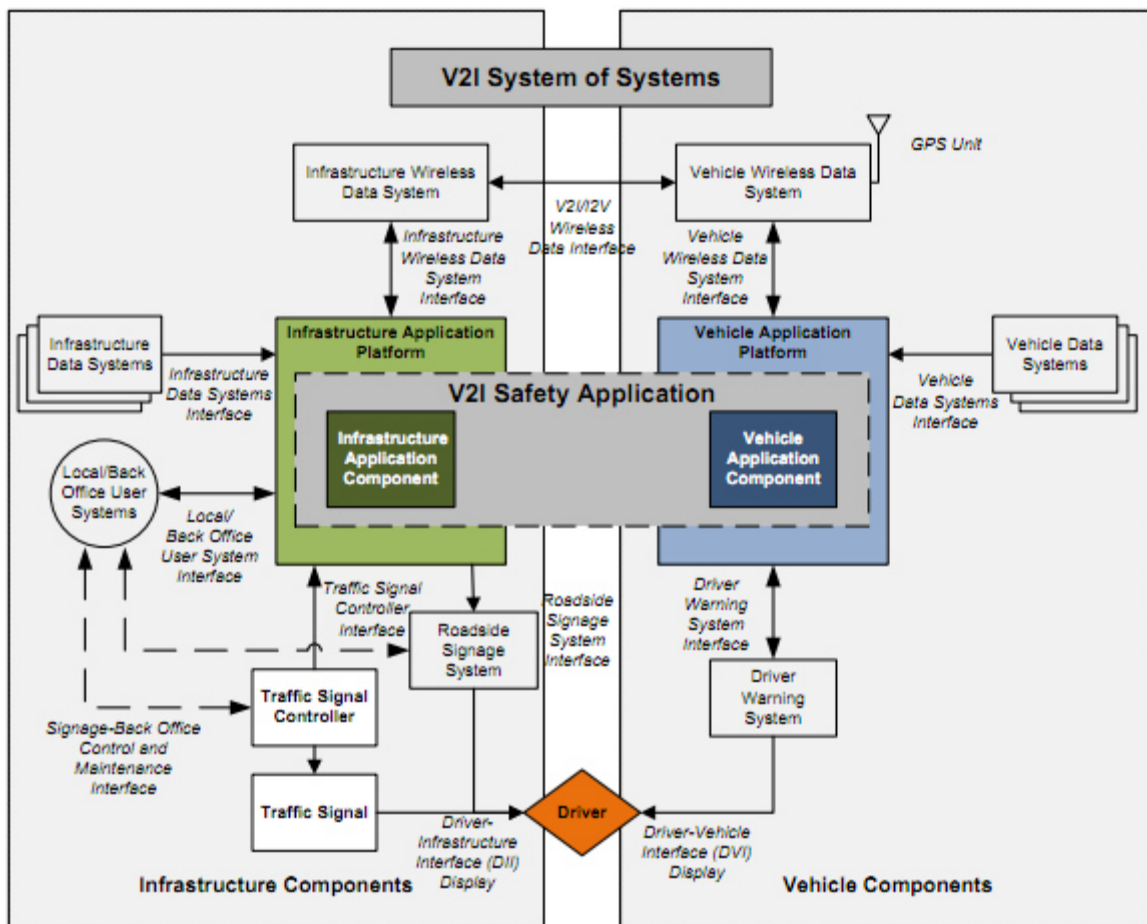 V2I System of Systems
GPS Unit
Infrastructure Wireless
Data System
Vehicle Wireless Data
System
V2I/I2V
Wireless
Data Interface
Infrastructure
Wireless Data
System
Interface
Vehicle
Wireless Data
System
Interface
Infrastructure
Data Systems
Infrastructure
Data Systems
Interface
Infrastructure Application
Platform
Vehicle Application
Platform
Vehicle Data
Systems
Vehicle
Data Systems
Interface
V2I Safety Application
Infrastructure
Application
Component
Vehicle
Application
Component
Local/Back
Office User
Systems
Local/
Back Office
User System
Interface
Traffic Signal
Controller
Interface
Roadside
Signage
System
Roadside
Signage
System
Interface
Driver
Warning
System
Interface
Driver
Warning
System
Traffic Signal
Controller
Signage-Back Office
Control and
Maintenance
Interface
Traffic Signal
Driver
Driver-
Infrastructure
Interface (DII)
Display
Driver-Vehicle
Interface (DVI)
Display
Infrastructure Components
Vehicle Components